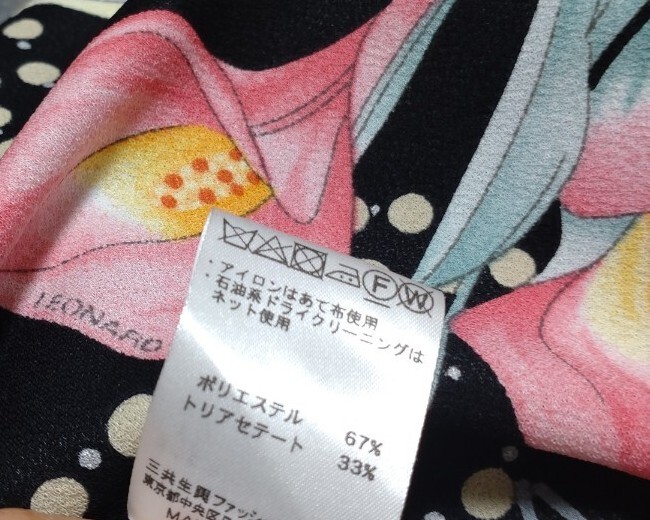 LEONARD
F W
・アイロンはあて布使用
・石油系ドライクリーニングは
ネット使用
ポリエステル 67%
トリアセテート 33%
三共生興ファッシ
東京都中央区
MA